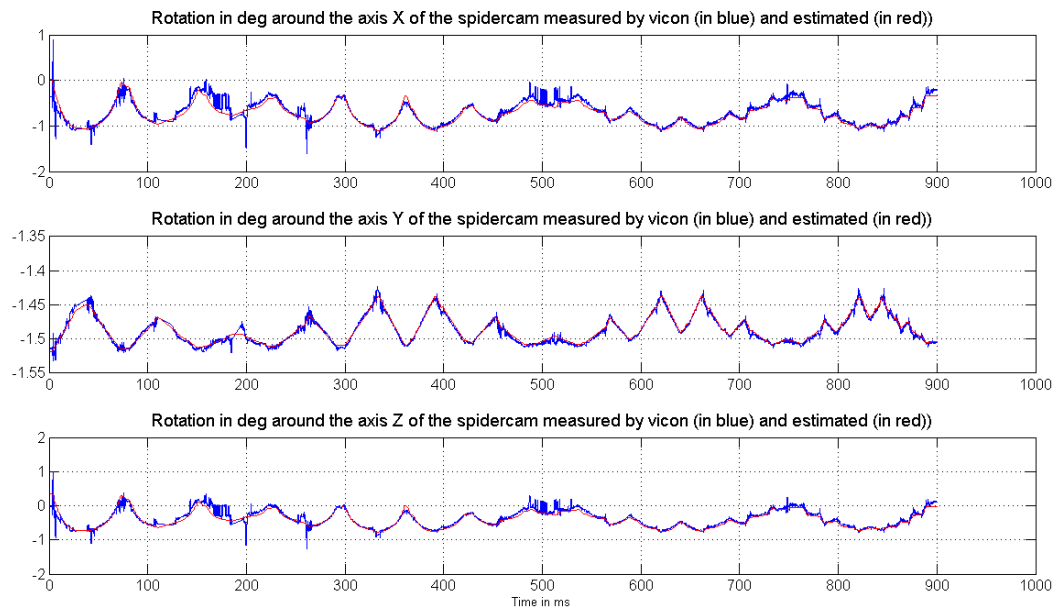 Rotation in deg around the axis X of the spidercam measured by vicon (in blue) and estimated (in red))
1
0
-1
-2
0 100 200 300 400 500 600 700 800 900 1000
Rotation in deg around the axis Y of the spidercam measured by vicon (in blue) and estimated (in red))
-1.35
-1.4
-1.45
-1.5
-1.55
0 100 200 300 400 500 600 700 800 900 1000
Rotation in deg around the axis Z of the spidercam measured by vicon (in blue) and estimated (in red))
2
1
0
-1
-2
0 100 200 300 400 500 600 700 800 900 1000
Time in ms